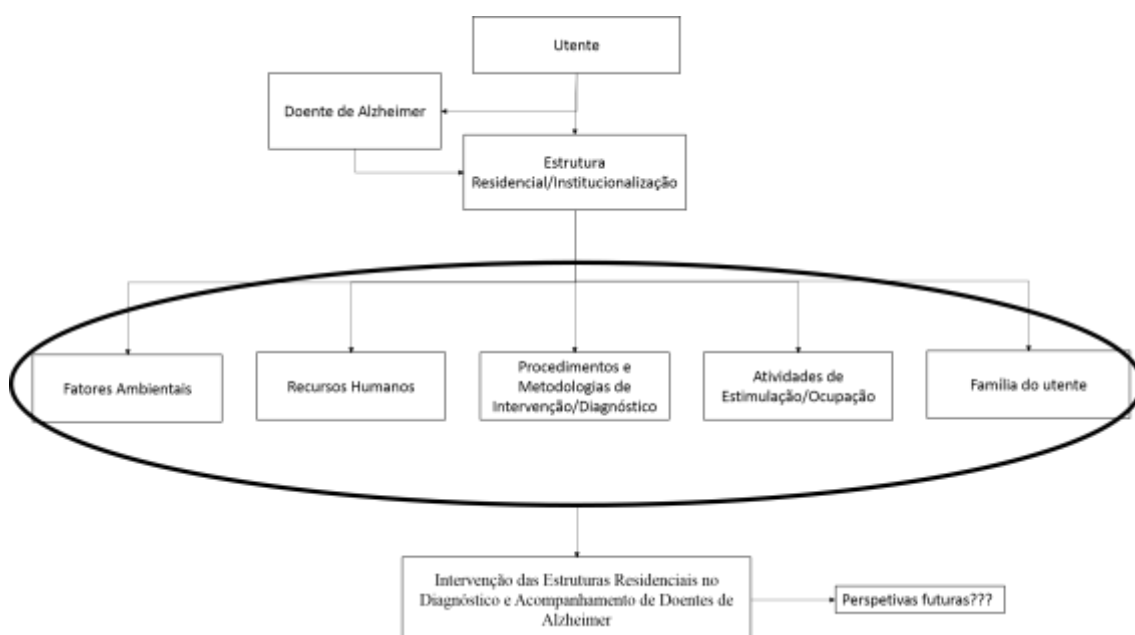 Utente
Doente de Alzheimer
Estrutura
Residencial/Institucionalização
Fatores Ambientais
Recursos Humanos
Procedimentos e
Metodologias de
Intervenção/Diagnóstico
Atividades de
Estimulação/Ocupação
Família do utente
Intervenção das Estruturas Residenciais no
Diagnóstico e Acompanhamento de Doentes de
Alzheimer
Perspetivas futuras???